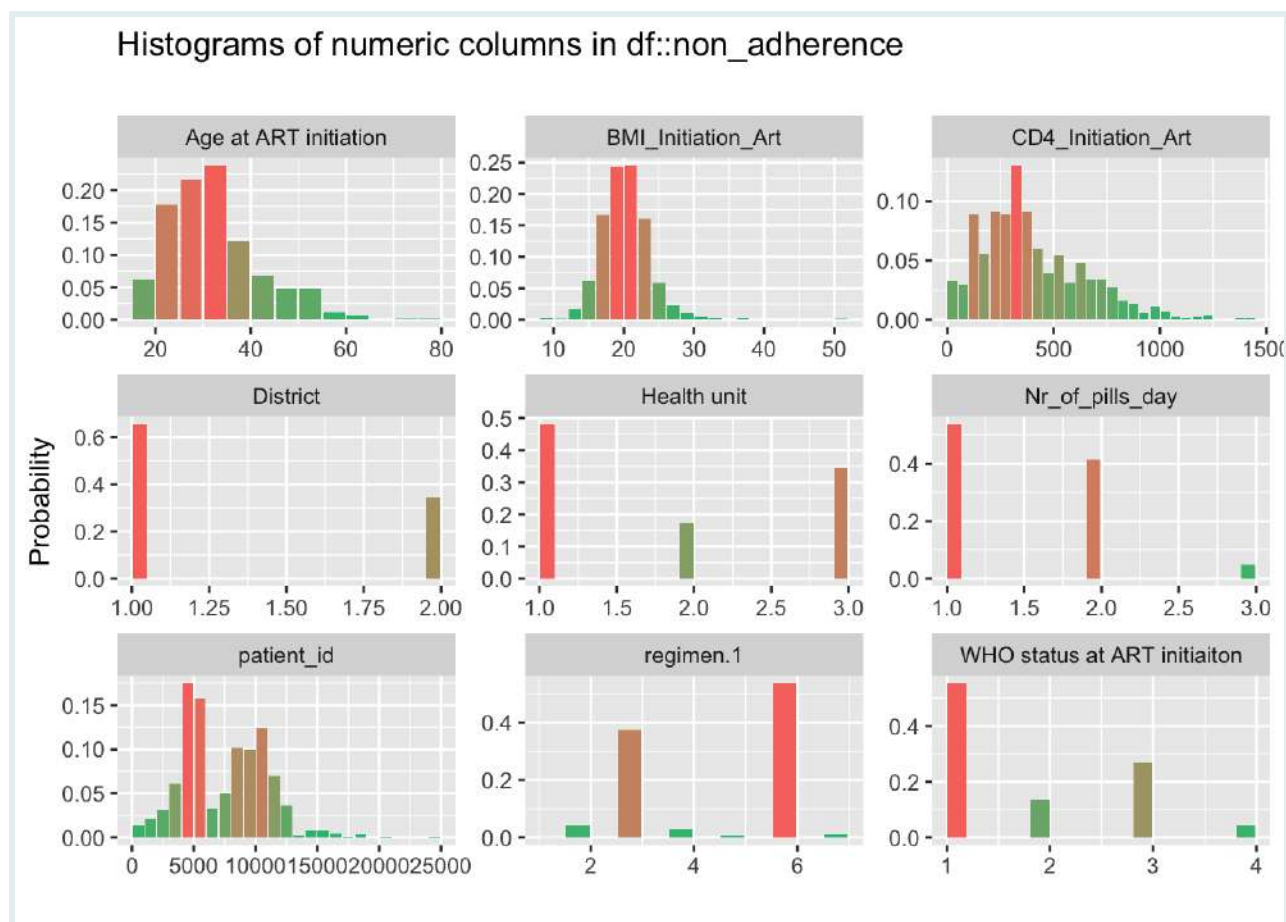 Histograms of numeric columns in df::non_adherence
Age at ART initiation
BMI_Initiation_Art
CD4_Initiation_Art
0.20
0.15
0.10
0.05
0.00
20 40 60 80
0.25
0.20
0.15
0.10
0.05
0.00
10 20 30 40 50
0.10
0.05
0.00
0 500 1000 1500
Probability
District
Health unit
Nr_of_pills_day
0.6
0.4
0.2
0.0
1.00 1.25 1.50 1.75 2.00
0.5
0.4
0.3
0.2
0.1
0.0
1.0 1.5 2.0 2.5 3.0
0.4
0.2
0.0
1.0 1.5 2.0 2.5 3.0
patient_id
regimen.1
WHO status at ART initiaiton
0.15
0.10
0.05
0.00
0 5000 10000 15000 20000 25000
0.4
0.2
0.0
2 4 6
0.4
0.2
0.0
1 2 3 4